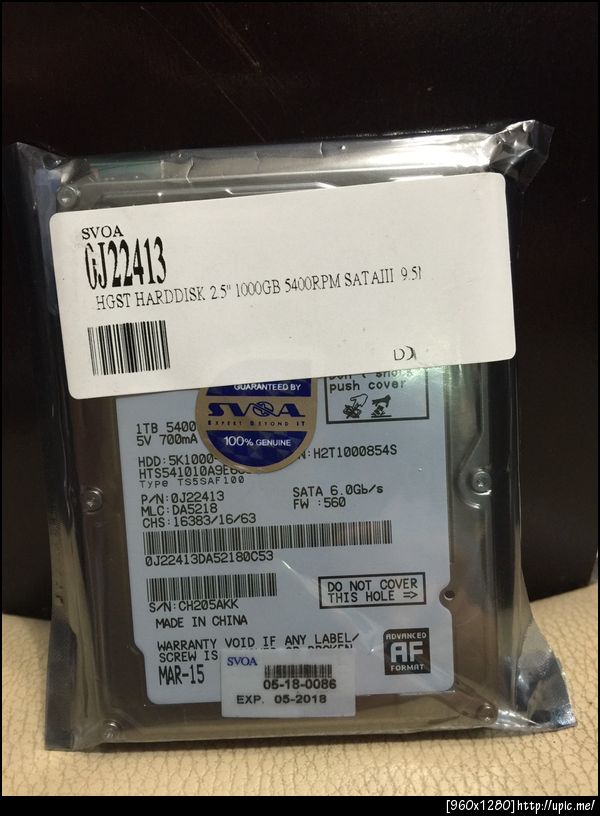 SVOA
0J22413
HGST HARDDISK 2.5" 1000GB 5400RPM SATAIII 9.5
GUARANTEED BY
SVOA
EXPERT BEYOND IT
100% GENUINE
push cover
1TB 5400
5V 700mA
HDD:5K1000-
N:H2T1000854S
Type TS5SAF100
P/N:0J22413
SATA 6.0Gb/s
MLC:DA5218
FW :560
CHS:16383/16/63
0J22413DA52180C53
DO NOT COVER
THIS HOLE =>
S/N:CH205AKK
MADE IN CHINA
WARRANTY VOID IF ANY LABEL/
SCREW IS
MAR-15
ADVANCED
AF
FORMAT
SVOA
05-18-0086
EXP. 05-2018
[960x1280]http://upic.me/